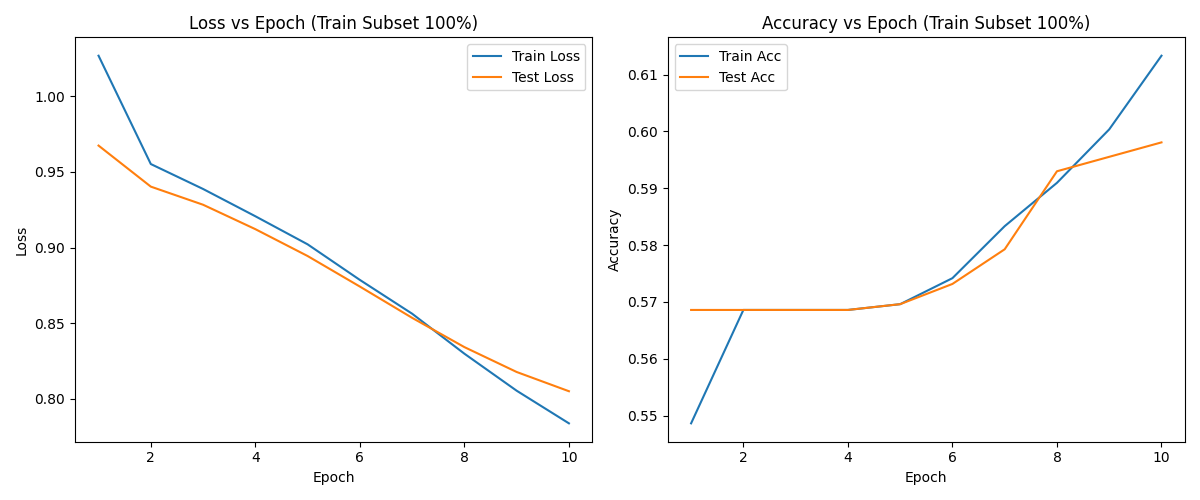 Loss vs Epoch (Train Subset 100%)
Train Loss
Test Loss
1.00
0.95
0.90
0.85
0.80
Loss
2 4 6 8 10
Epoch
Accuracy vs Epoch (Train Subset 100%)
Train Acc
Test Acc
0.61
0.60
0.59
0.58
0.57
0.56
0.55
Accuracy
2 4 6 8 10
Epoch